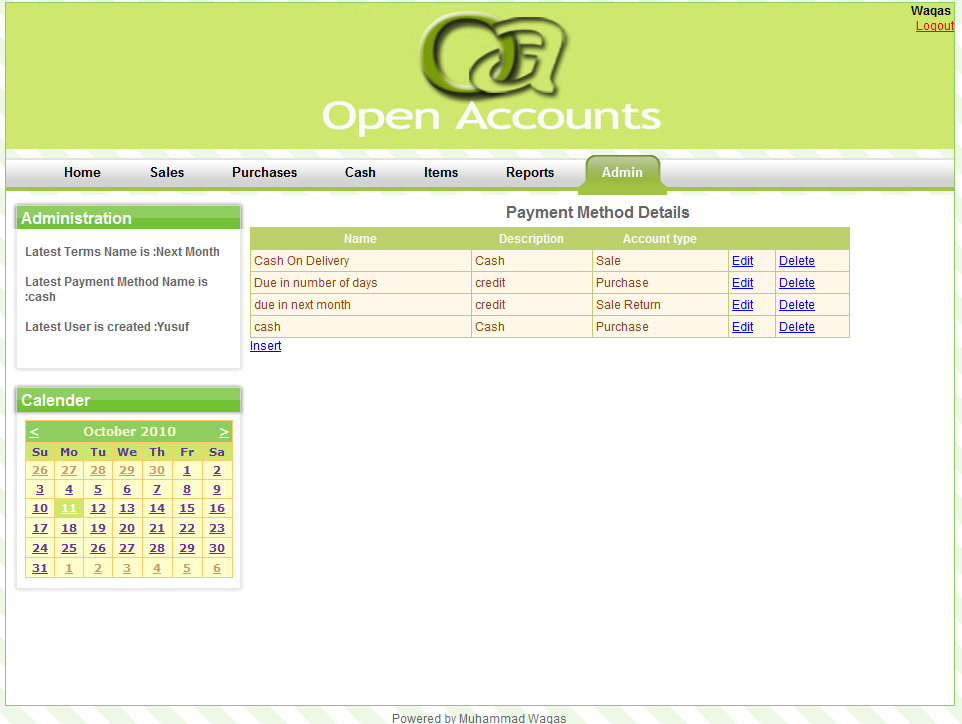 Waqas
Logout
Oa
Open Accounts
Home Sales Purchases Cash Items Reports Admin
Administration
Latest Terms Name is :Next Month
Latest Payment Method Name is
:cash
Latest User is created :Yusuf
Payment Method Details
Name Description Account type
Cash On Delivery Cash Sale Edit Delete
Due in number of days credit Purchase Edit Delete
due in next month credit Sale Return Edit Delete
cash Cash Purchase Edit Delete
Insert
Calender
< October 2010 >
Su Mo Tu We Th Fr Sa
26 27 28 29 30 1 2
3 4 5 6 7 8 9
10 11 12 13 14 15 16
17 18 19 20 21 22 23
24 25 26 27 28 29 30
31 1 2 3 4 5 6
Powered by Muhammad Waqas